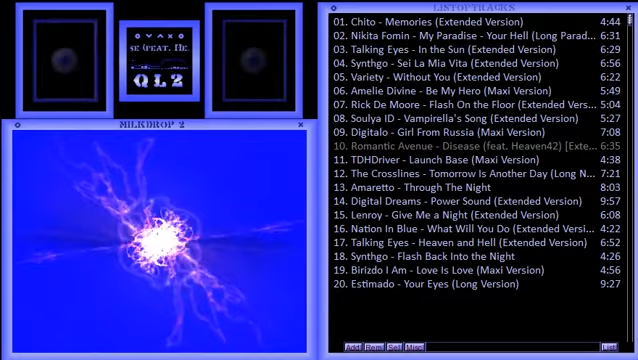 LIST OF TRACKS
SE (FEAT. HE.
QL2
MILKDROP 2
01. Chito - Memories (Extended Version) 4:44
02. Nikita Fomin - My Paradise - Your Hell (Long Parad... 6:31
03. Talking Eyes - In the Sun (Extended Version) 6:29
04. Synthgo - Sei La Mia Vita (Extended Version) 6:56
05. Variety - Without You (Extended Version) 6:22
06. Amelie Divine - Be My Hero (Maxi Version) 5:49
07. Rick De Moore - Flash On the Floor (Extended Vers... 5:04
08. Soulya ID - Vampirella's Song (Extended Version) 5:27
09. Digitalo - Girl From Russia (Maxi Version) 7:08
10. Romantic Avenue - Disease (feat. Heaven42) [Exte... 6:35
11. TDHDriver - Launch Base (Maxi Version) 4:38
12. The Crosslines - Tomorrow Is Another Day (Long N... 7:21
13. Amaretto - Through The Night 8:03
14. Digital Dreams - Power Sound (Extended Version) 9:57
15. Lenroy - Give Me a Night (Extended Version) 6:08
16. Nation In Blue - What Will You Do (Extended Versi... 4:22
17. Talking Eyes - Heaven and Hell (Extended Version) 6:52
18. Synthgo - Flash Back Into the Night 4:26
19. Birizdo I Am - Love Is Love (Maxi Version) 4:56
20. Estimado - Your Eyes (Long Version) 9:27
Add Rem Sel Misc List